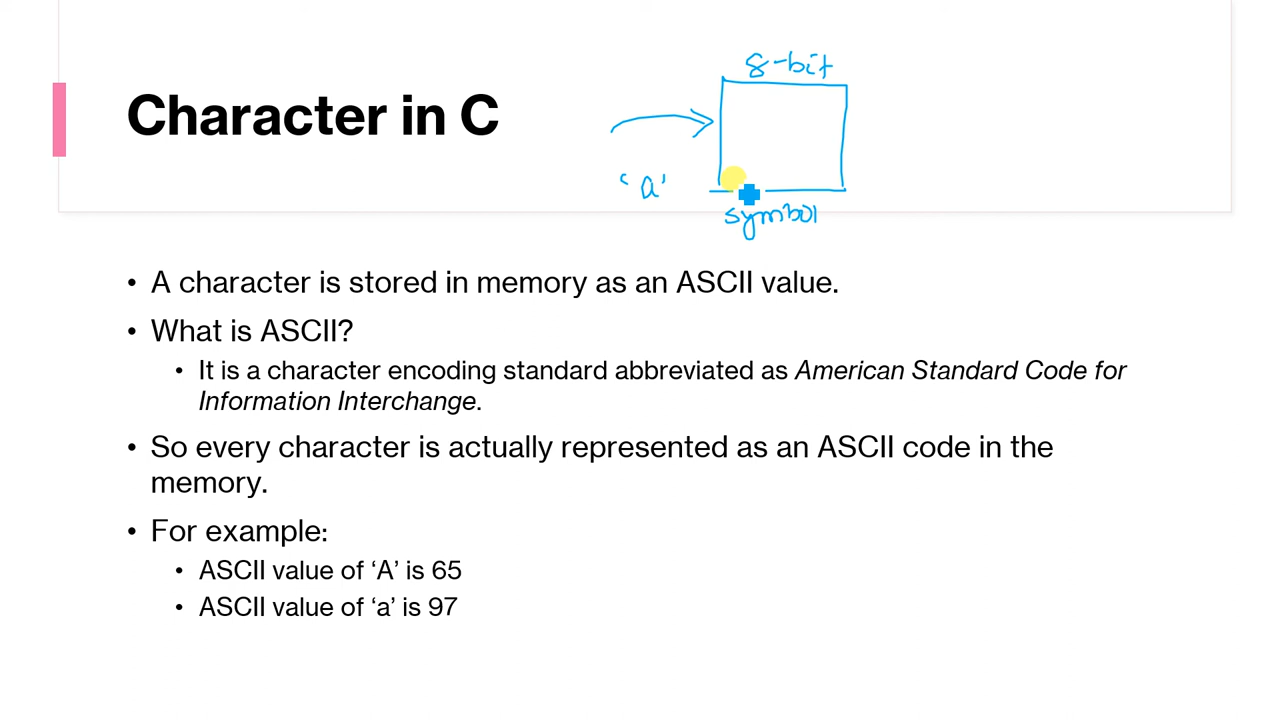 8-bit
Character in C
'a'
symbol
• A character is stored in memory as an ASCII value.
• What is ASCII?
• It is a character encoding standard abbreviated as American Standard Code for
Information Interchange.
• So every character is actually represented as an ASCII code in the
memory.
• For example:
• ASCII value of ‘A’ is 65
• ASCII value of ‘a’ is 97